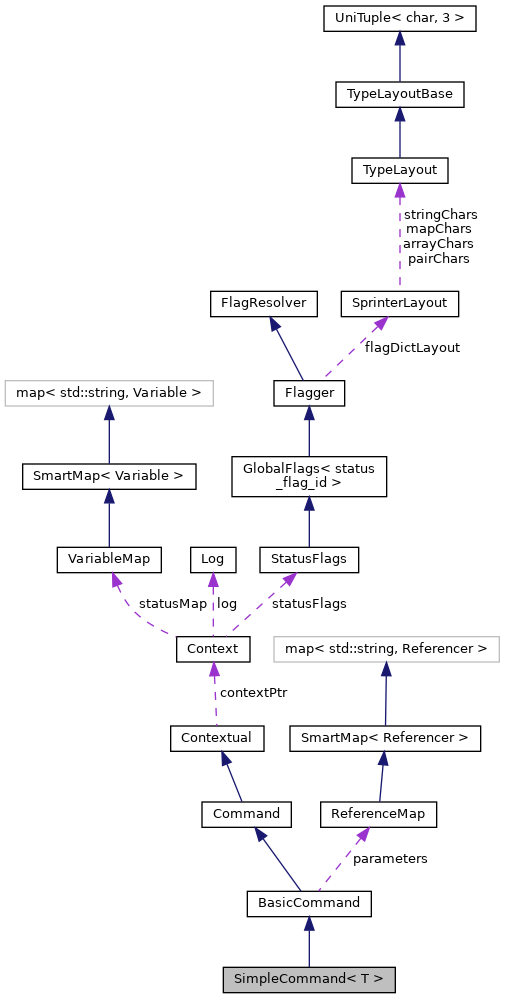 UniTuple< char, 3 >
TypeLayoutBase
TypeLayout
stringChars
mapChars
arrayChars
pairChars
FlagResolver
SprinterLayout
flagDictLayout
map< std::string, Variable >
Flagger
SmartMap< Variable >
GlobalFlags< status
_flag_id >
VariableMap
Log
StatusFlags
statusMap
log
statusFlags
Context
map< std::string, Referencer >
contextPtr
Contextual
SmartMap< Referencer >
Command
ReferenceMap
parameters
BasicCommand
SimpleCommand< T >